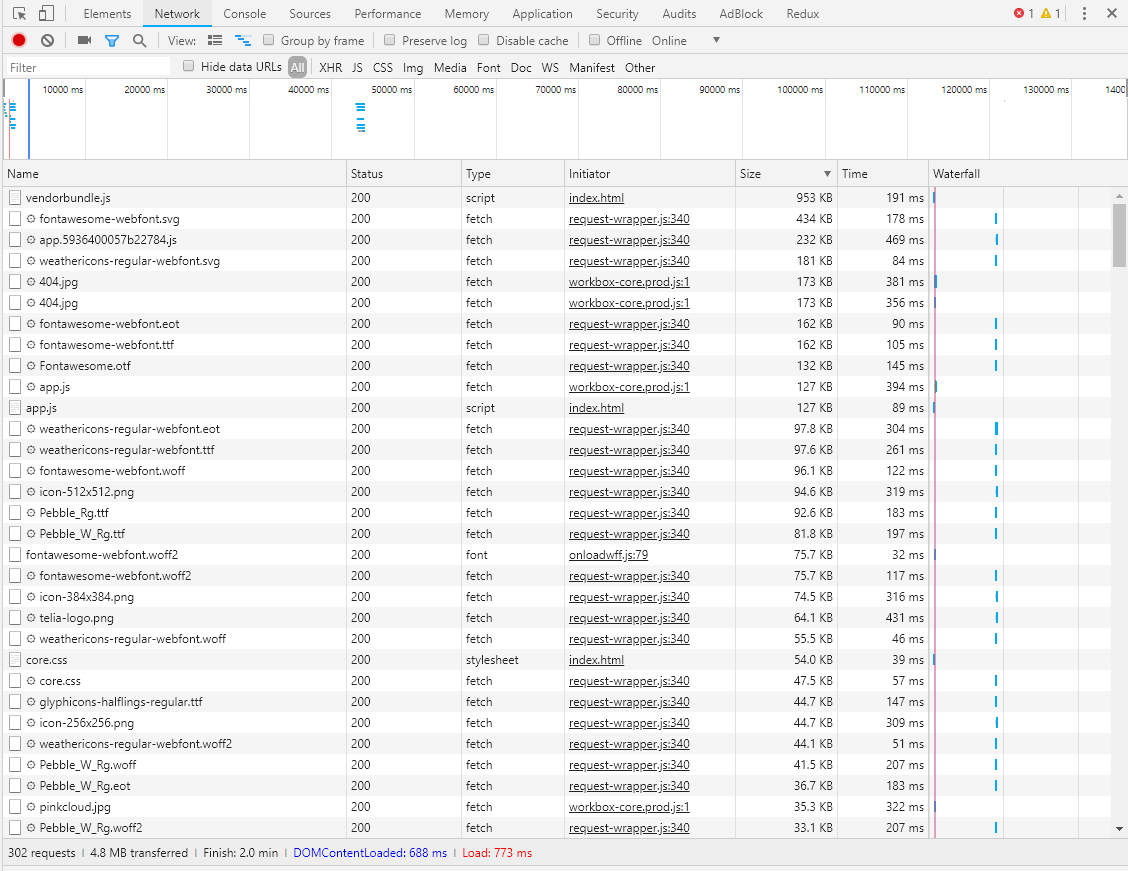 Elements Network Console Sources Performance Memory Application Security Audits AdBlock Redux 1 1
View: Group by frame Preserve log Disable cache Offline Online
Filter Hide data URLs All XHR JS CSS Img Media Font Doc WS Manifest Other
10000 ms 20000 ms 30000 ms 40000 ms 50000 ms 60000 ms 70000 ms 80000 ms 90000 ms 100000 ms 110000 ms 120000 ms 130000 ms 1400
Name Status Type Initiator Size Time Waterfall
vendorbundle.js 200 script index.html 953 KB 191 ms
fontawesome-webfont.svg 200 fetch request-wrapper.js:340 434 KB 178 ms
app.5936400057b22784.js 200 fetch request-wrapper.js:340 232 KB 469 ms
weathericons-regular-webfont.svg 200 fetch request-wrapper.js:340 181 KB 84 ms
404.jpg 200 fetch workbox-core.prod.js:1 173 KB 381 ms
404.jpg 200 fetch workbox-core.prod.js:1 173 KB 356 ms
fontawesome-webfont.eot 200 fetch request-wrapper.js:340 162 KB 90 ms
fontawesome-webfont.ttf 200 fetch request-wrapper.js:340 162 KB 105 ms
Fontawesome.otf 200 fetch request-wrapper.js:340 132 KB 145 ms
app.js 200 fetch workbox-core.prod.js:1 127 KB 394 ms
app.js 200 script index.html 127 KB 89 ms
weathericons-regular-webfont.eot 200 fetch request-wrapper.js:340 97.8 KB 304 ms
weathericons-regular-webfont.ttf 200 fetch request-wrapper.js:340 97.6 KB 261 ms
fontawesome-webfont.woff 200 fetch request-wrapper.js:340 96.1 KB 122 ms
icon-512x512.png 200 fetch request-wrapper.js:340 94.6 KB 319 ms
Pebble_Rg.ttf 200 fetch request-wrapper.js:340 92.6 KB 183 ms
Pebble_W_Rg.ttf 200 fetch request-wrapper.js:340 81.8 KB 197 ms
fontawesome-webfont.woff2 200 font onloadwff.js:79 75.7 KB 32 ms
fontawesome-webfont.woff2 200 fetch request-wrapper.js:340 75.7 KB 117 ms
icon-384x384.png 200 fetch request-wrapper.js:340 74.5 KB 316 ms
telia-logo.png 200 fetch request-wrapper.js:340 64.1 KB 431 ms
weathericons-regular-webfont.woff 200 fetch request-wrapper.js:340 55.5 KB 46 ms
core.css 200 stylesheet index.html 54.0 KB 39 ms
core.css 200 fetch request-wrapper.js:340 47.5 KB 57 ms
glyphicons-halflings-regular.ttf 200 fetch request-wrapper.js:340 44.7 KB 147 ms
icon-256x256.png 200 fetch request-wrapper.js:340 44.7 KB 309 ms
weathericons-regular-webfont.woff2 200 fetch request-wrapper.js:340 44.1 KB 51 ms
Pebble_W_Rg.woff 200 fetch request-wrapper.js:340 41.5 KB 207 ms
Pebble_W_Rg.eot 200 fetch request-wrapper.js:340 36.7 KB 183 ms
pinkcloud.jpg 200 fetch workbox-core.prod.js:1 35.3 KB 322 ms
Pebble_W_Rg.woff2 200 fetch request-wrapper.js:340 33.1 KB 207 ms
302 requests | 4.8 MB transferred | Finish: 2.0 min | DOMContentLoaded: 688 ms | Load: 773 ms